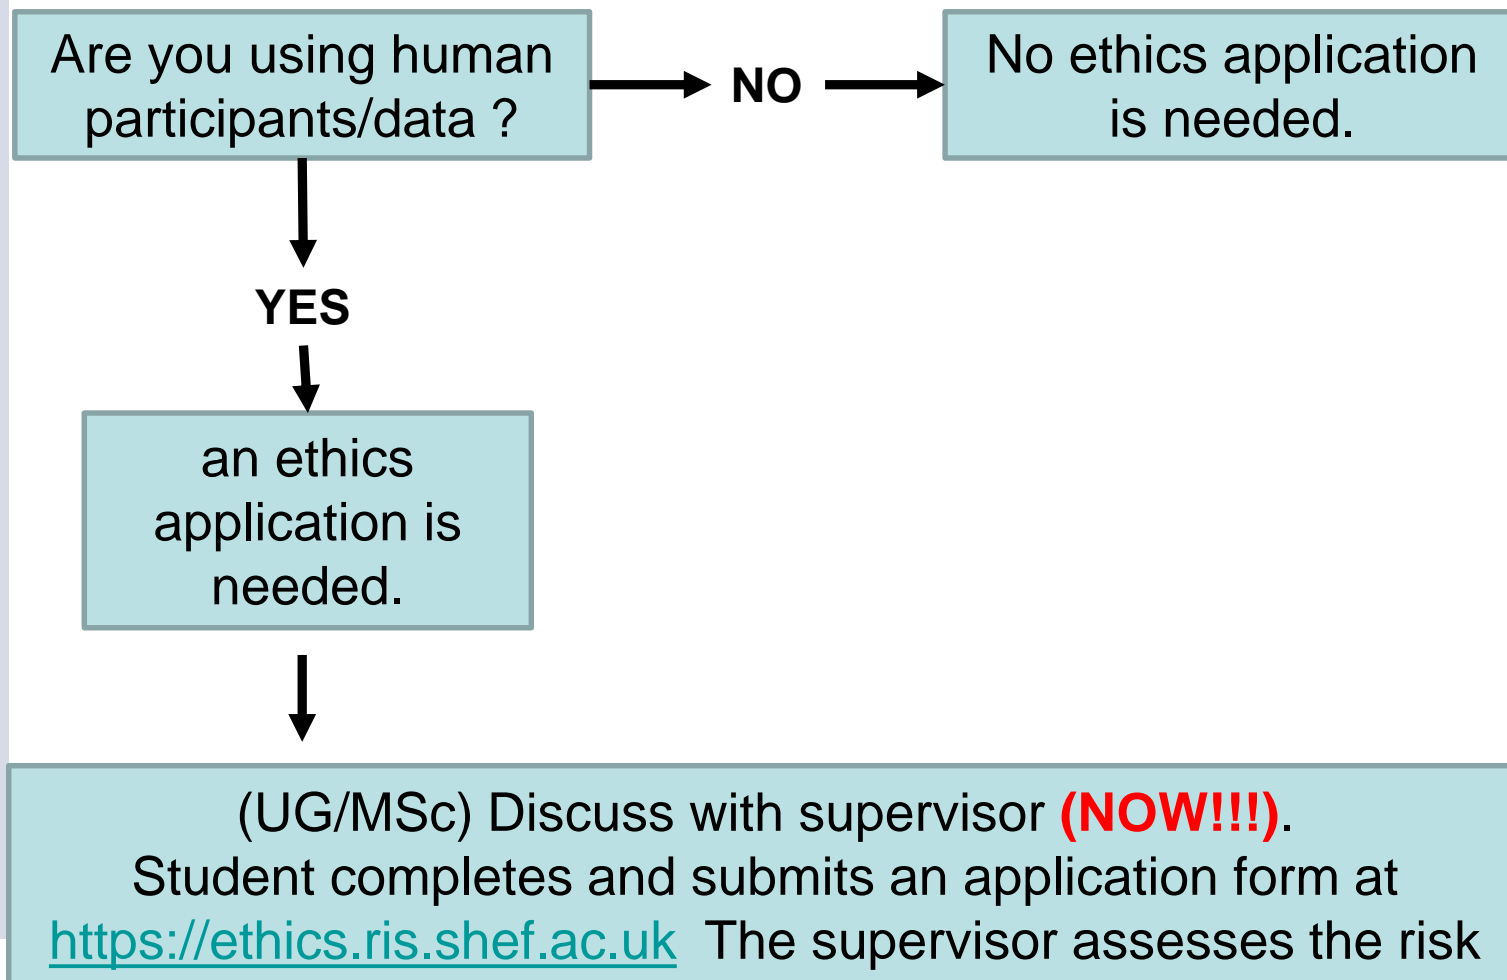 Are you using human
participants/data ?
NO
No ethics application
is needed.
YES
an ethics
application is
needed.
(UG/MSc) Discuss with supervisor (NOW!!!).
Student completes and submits an application form at
https://ethics.ris.shef.ac.uk The supervisor assesses the risk